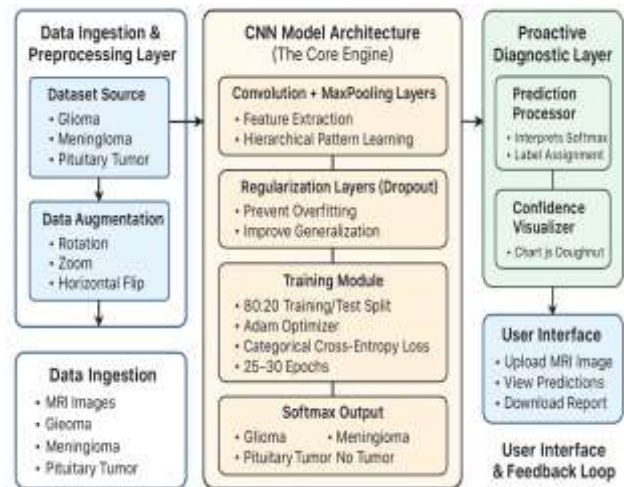 Data Ingestion &
Preprocessing Layer
Dataset Source
• Glioma
• Meningloma
• Pituitary Tumor
Data Augmentation
• Rotation
• Zoom
• Horizontal Flip
Data Ingestion
• MRI Images
• Gleoma
• Meningioma
• Pituitary Tumor
CNN Model Architecture
(The Core Engine)
Convolution + MaxPooling Layers
• Feature Extraction
• Hierarchical Pattern Learning
Regularization Layers (Dropout)
• Prevent Overfitting
• Improve Generalization
Training Module
• 80:20 Training/Test Split
• Adam Optimizer
• Categorical Cross-Entropy Loss
• 25–30 Epochs
Softmax Output
• Glioma • Meningioma
• Pituitary Tumor No Tumor
Proactive
Diagnostic Layer
Prediction
Processor
• Interprets Softmax
• Label Assignment
Confidence
Visualizer
• Chart js Doughnut
User Interface
• Upload MRI Image
• View Predictions
• Download Report
User Interface
& Feedback Loop